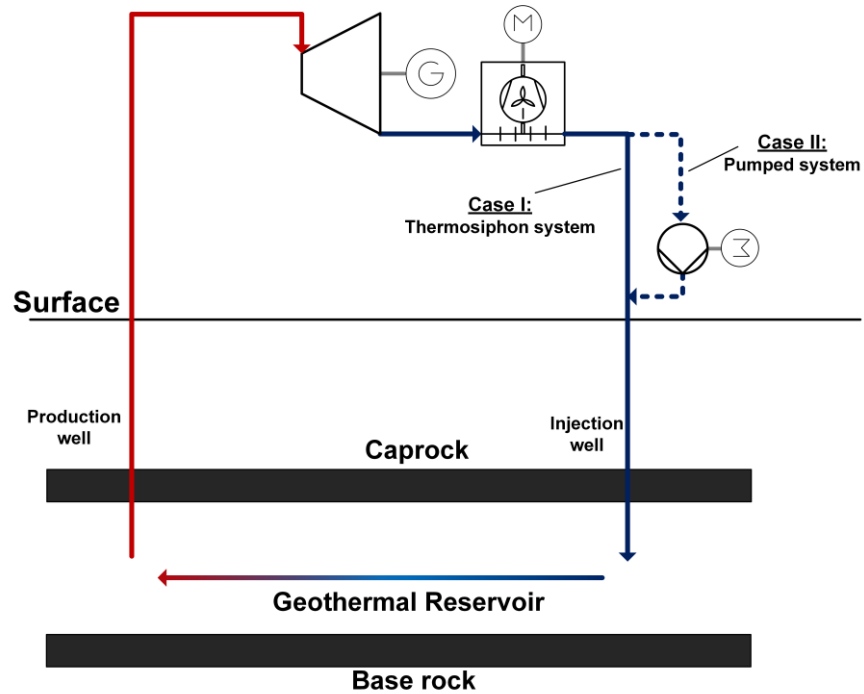 M
G
Case II:
Pumped system
Case I:
Thermosiphon system
M
Surface
Production
well
Injection
well
Caprock
Geothermal Reservoir
Base rock